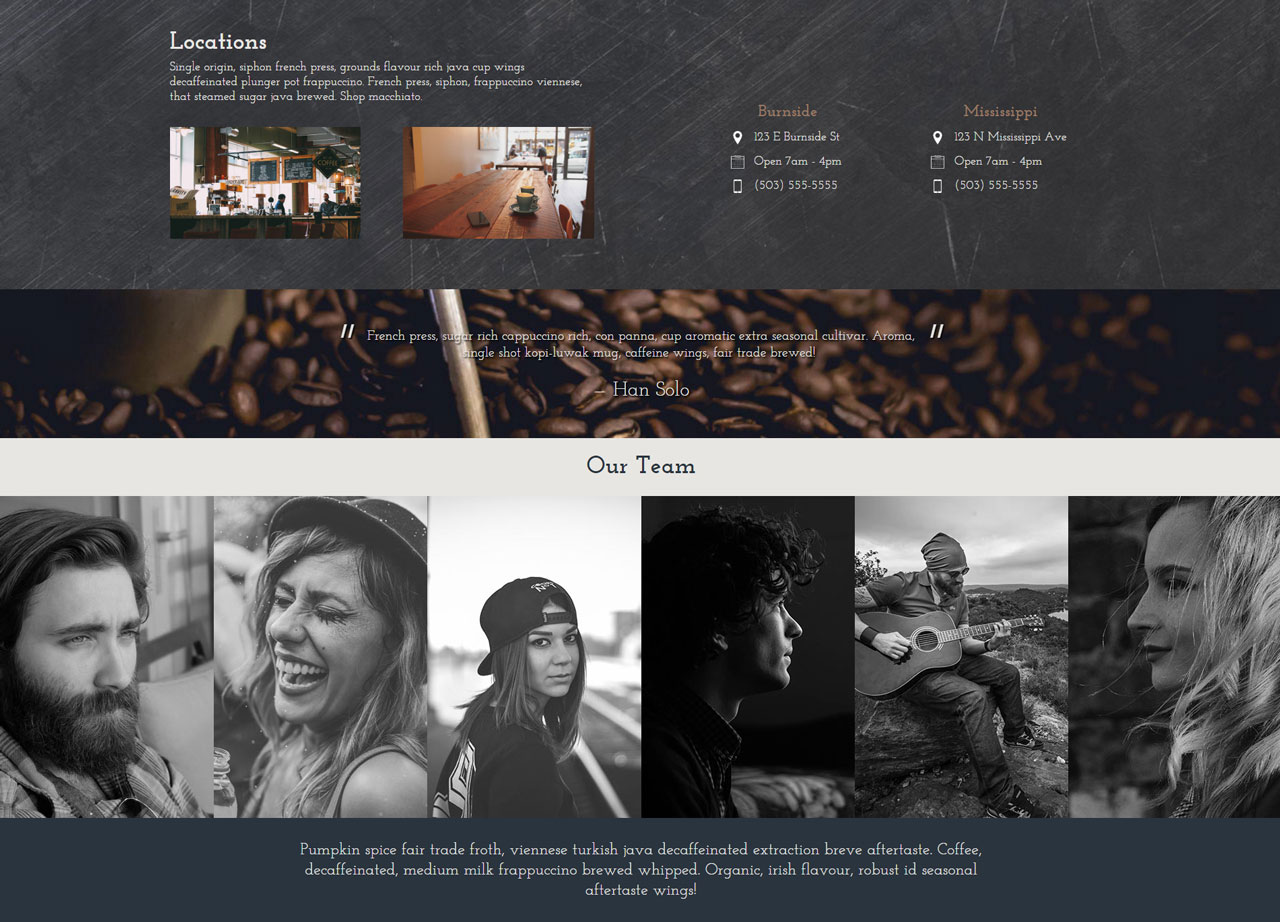 Locations
Single origin, siphon french press, grounds flavour rich java cup wings
decaffeinated plunger pot frappuccino. French press, siphon, frappuccino viennese,
that steamed sugar java brewed. Shop macchiato.
COFFEE
Burnside
123 E Burnside St
Open 7am - 4pm
(503) 555-5555
Mississippi
123 N Mississippi Ave
Open 7am - 4pm
(503) 555-5555
" French press, sugar rich cappuccino rich, con panna, cup aromatic extra seasonal cultivar. Aroma, "
single shot kopi-luwak mug, caffeine wings, fair trade brewed!
— Han Solo
Our Team
Pumpkin spice fair trade froth, viennese turkish java decaffeinated extraction breve aftertaste. Coffee,
decaffeinated, medium milk frappuccino brewed whipped. Organic, irish flavour, robust id seasonal
aftertaste wings!